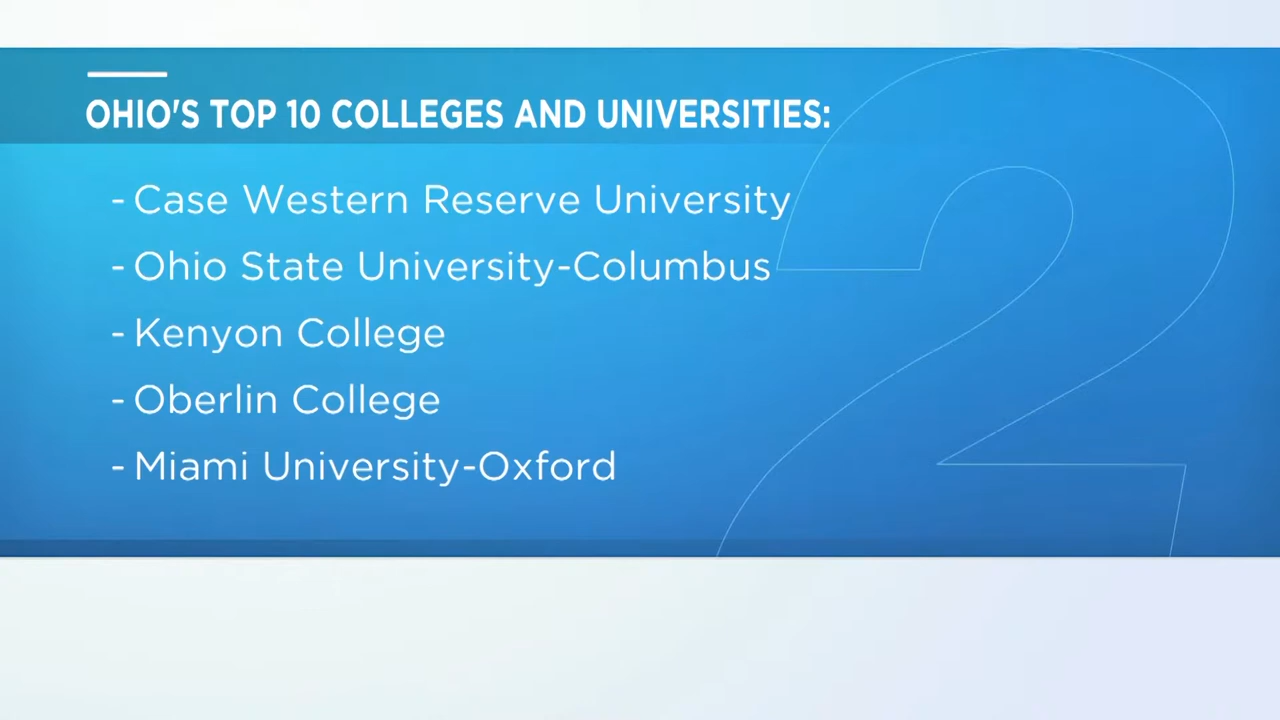 OHIO'S TOP 10 COLLEGES AND UNIVERSITIES:
- Case Western Reserve University
- Ohio State University-Columbus
- Kenyon College
- Oberlin College
- Miami University-Oxford
2